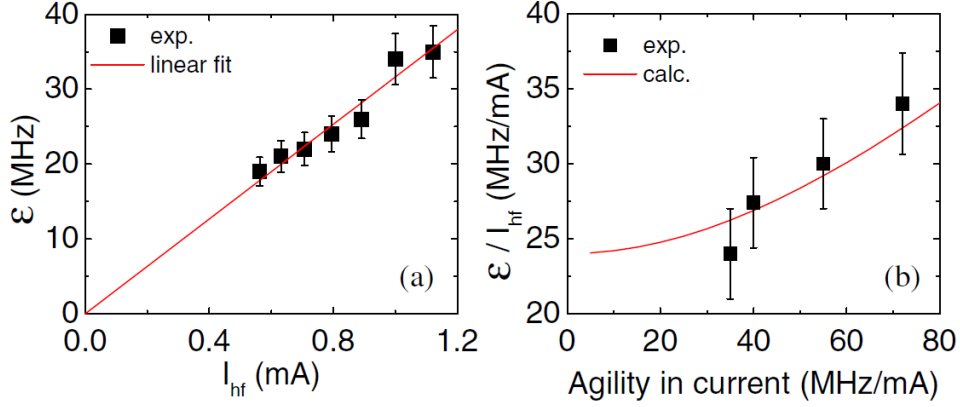 40
30
20
10
0
ε (MHz)
exp.
linear fit
(a)
0.0
0.4
0.8
1.2
I_hf (mA)
40
35
30
25
20
ε / I_hf (MHz/mA)
exp.
calc.
(b)
0
20
40
60
80
Agility in current (MHz/mA)